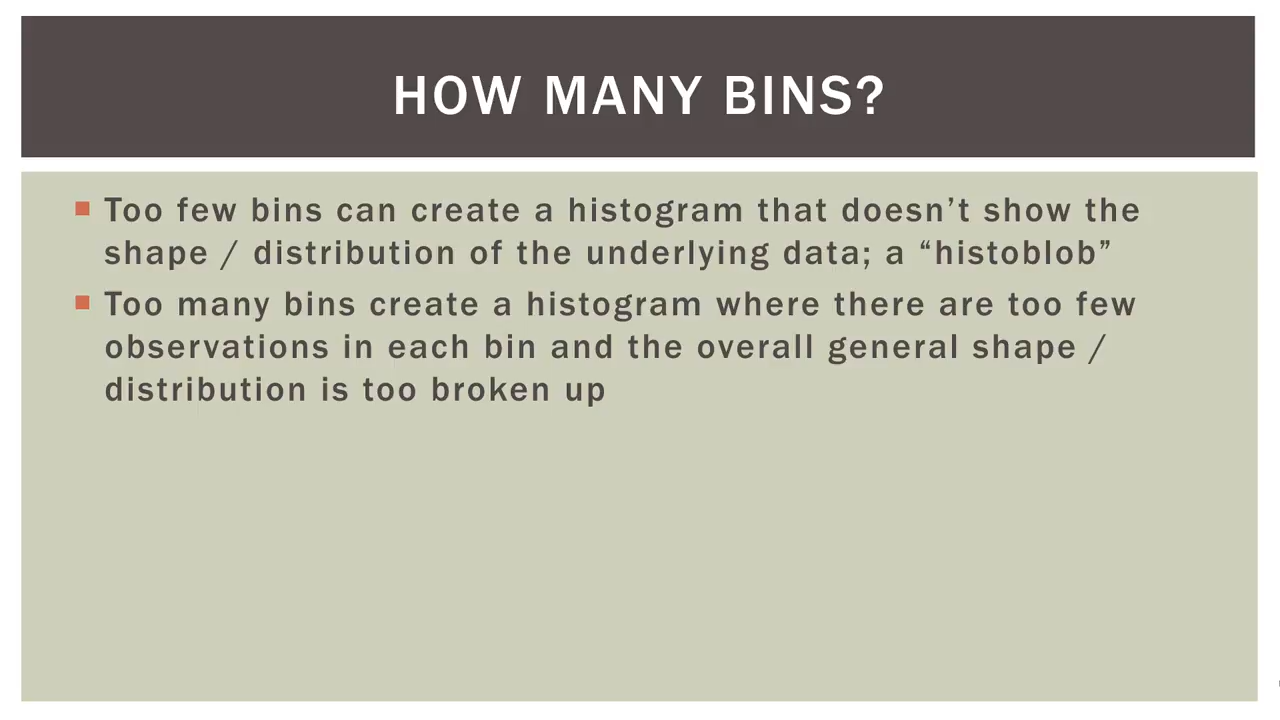 HOW MANY BINS?
Too few bins can create a histogram that doesn’t show the
shape / distribution of the underlying data; a “histoblob”
Too many bins create a histogram where there are too few
observations in each bin and the overall general shape /
distribution is too broken up